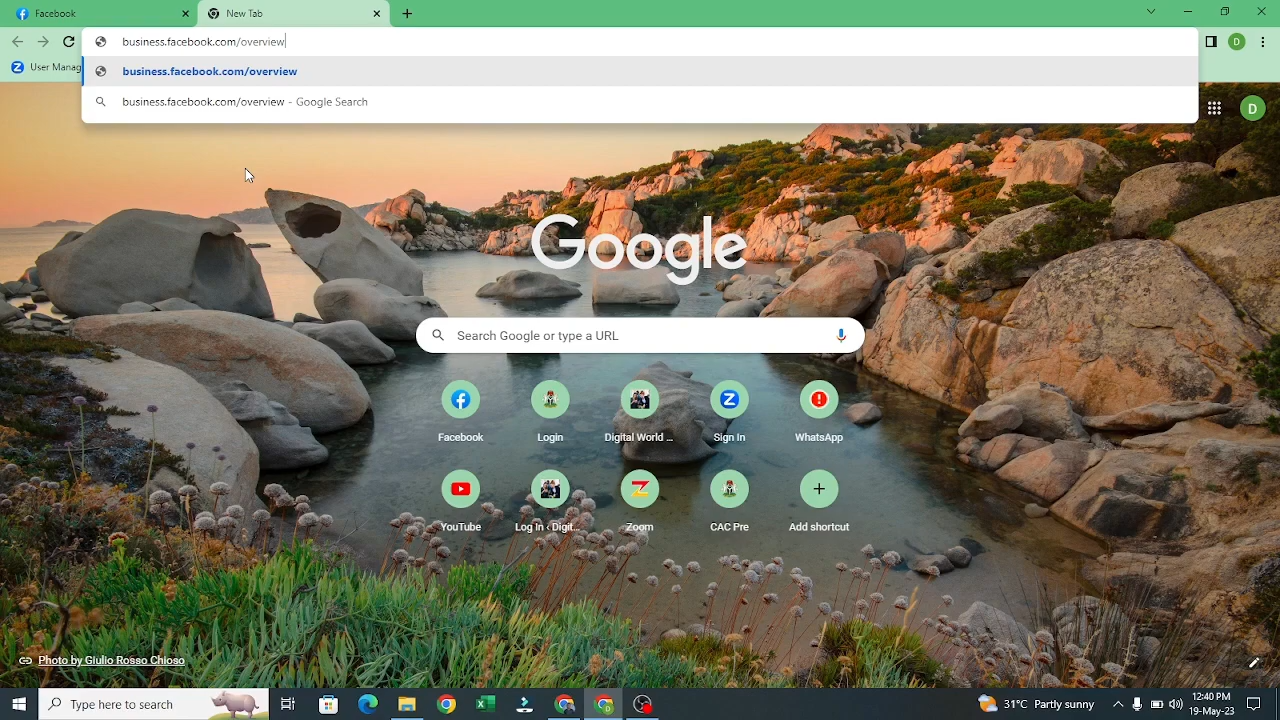 Facebook
New Tab
business.facebook.com/overview
User Manag
business.facebook.com/overview
business.facebook.com/overview - Google Search
D
D
Google
Search Google or type a URL
Facebook
Login
Digital World ...
Sign In
WhatsApp
YouTube
Log In ‹ Digit...
Zoom
CAC Pre
Add shortcut
Photo by Giulio Rosso Chioso
Type here to search
31°C Partly sunny
12:40 PM
19-May-23